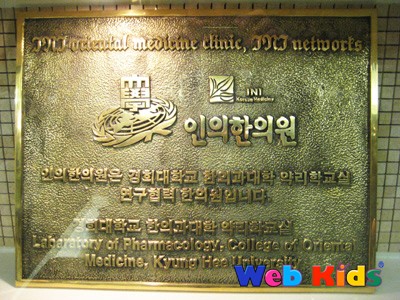 INI oriental medicine clinic, INI networks
大學
INI
Korean Medicine
인의한의원
인의한의원은 경희대학교 한의과대학 약리학교실
연구협력 한의원입니다.
경희대학교 한의과대학 약리학교실
Labaratory of Pharmacology, College of Oriental
Medicine, Kyung Hee University
Web Kids